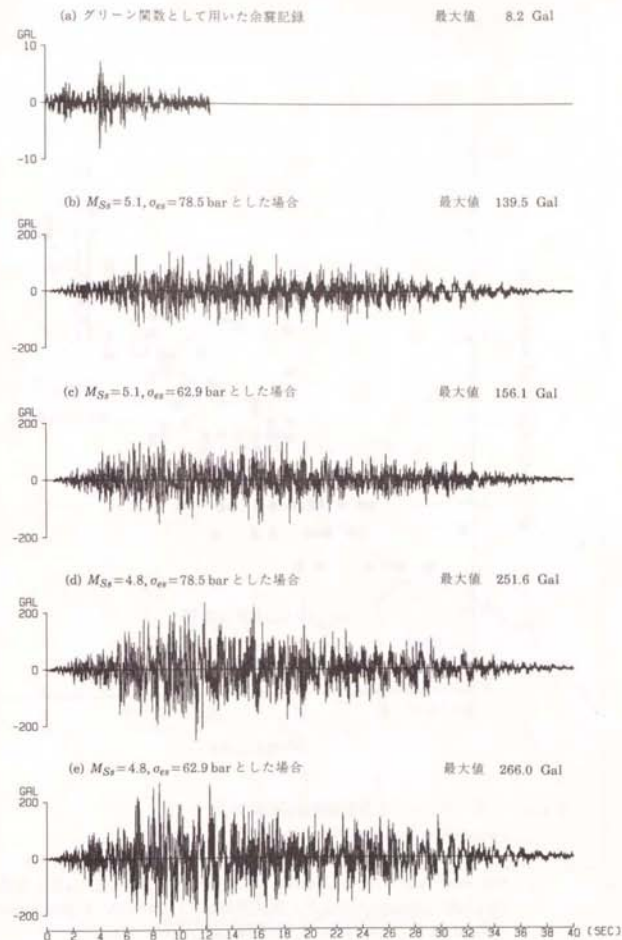 (a) グリーン関数として用いた余震記録 最大値 8.2 Gal
GAL
10
0
-10
(b) MSs=5.1, σes=78.5 bar とした場合 最大値 139.5 Gal
GAL
200
0
-200
(c) MSs=5.1, σes=62.9 bar とした場合 最大値 156.1 Gal
GAL
200
0
-200
(d) MSs=4.8, σes=78.5 bar とした場合 最大値 251.6 Gal
GAL
200
0
-200
(e) MSs=4.8, σes=62.9 bar とした場合 最大値 266.0 Gal
GAL
200
0
-200
0 2 4 6 8 10 12 14 16 18 20 22 24 26 28 30 32 34 36 38 40 (SEC)